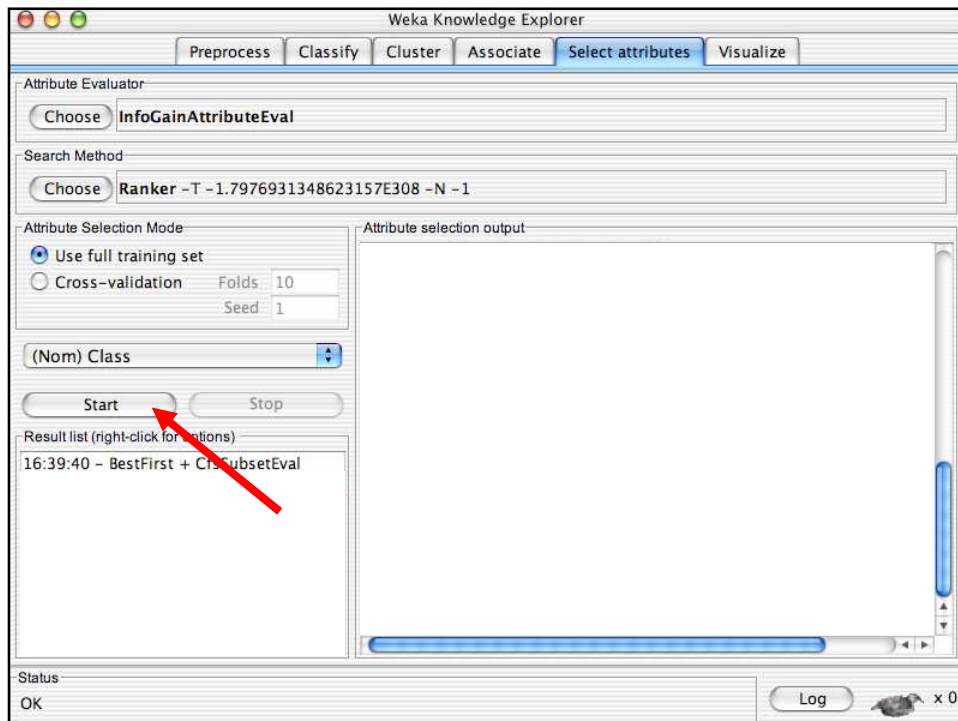 Weka Knowledge Explorer
Preprocess Classify Cluster Associate Select attributes Visualize
Attribute Evaluator
Choose InfoGainAttributeEval
Search Method
Choose Ranker -T -1.7976931348623157E308 -N -1
Attribute Selection Mode
Use full training set
Cross-validation Folds 10
Seed 1
(Nom) Class
Start Stop
Result list (right-click for options)
16:39:40 - BestFirst + CfsSubsetEval
Attribute selection output
Status
OK
Log x 0